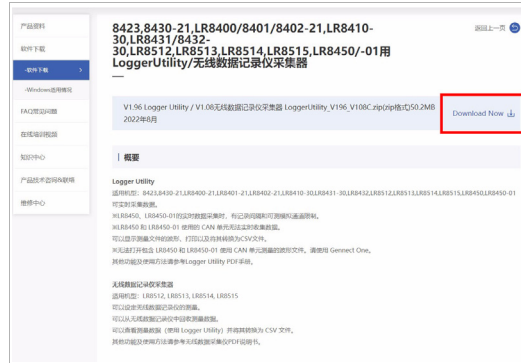 产品资料
软件下载
-软件下载 >
-Windows适用情况
FAQ常见问题
在线培训视频
知识中心
产品技术咨询&联络
维修中心
8423,8430-21,LR8400/8401/8402-21,LR8410-
30,LR8431/8432-
30,LR8512,LR8513,LR8514,LR8515,LR8450/-01用
LoggerUtility/无线数据记录仪采集器
返回上一页
V1.96 Logger Utility / V1.08无线数据记录仪采集器 LoggerUtility_V196_V108C.zip(zip格式)50.2MB
2022年8月
Download Now
概要
Logger Utility
适用机型：8423,8430-21,LR8400-21,LR8401-21,LR8402-21,LR8410-30,LR8431-30,LR8432,LR8512,LR8513,LR8514,LR8515,LR8450,LR8450-01
可实时采集数据。
※LR8450、LR8450-01的实时数据采集时，有记录间隔和可测模拟通道限制。
※LR8450 和 LR8450-01 使用的 CAN 单元无法实时收集数据。
可以显示测量文件的波形、打印以及将其转换为CSV文件。
※无法打开包含 LR8450 和 LR8450-01 使用 CAN 单元测量的波形文件。请使用 Gennect One。
其他功能及使用方法请参考Logger Utility PDF手册。
无线数据记录仪采集器
适用机型：LR8512, LR8513, LR8514, LR8515
可以设定无线数据记录仪的测量。
可以从无线数据记录仪中回收测量数据。
可以查看测量数据（使用 Logger Utility）并将其转换为 CSV 文件。
其他功能及使用方法请参考无线数据采集仪PDF说明书。